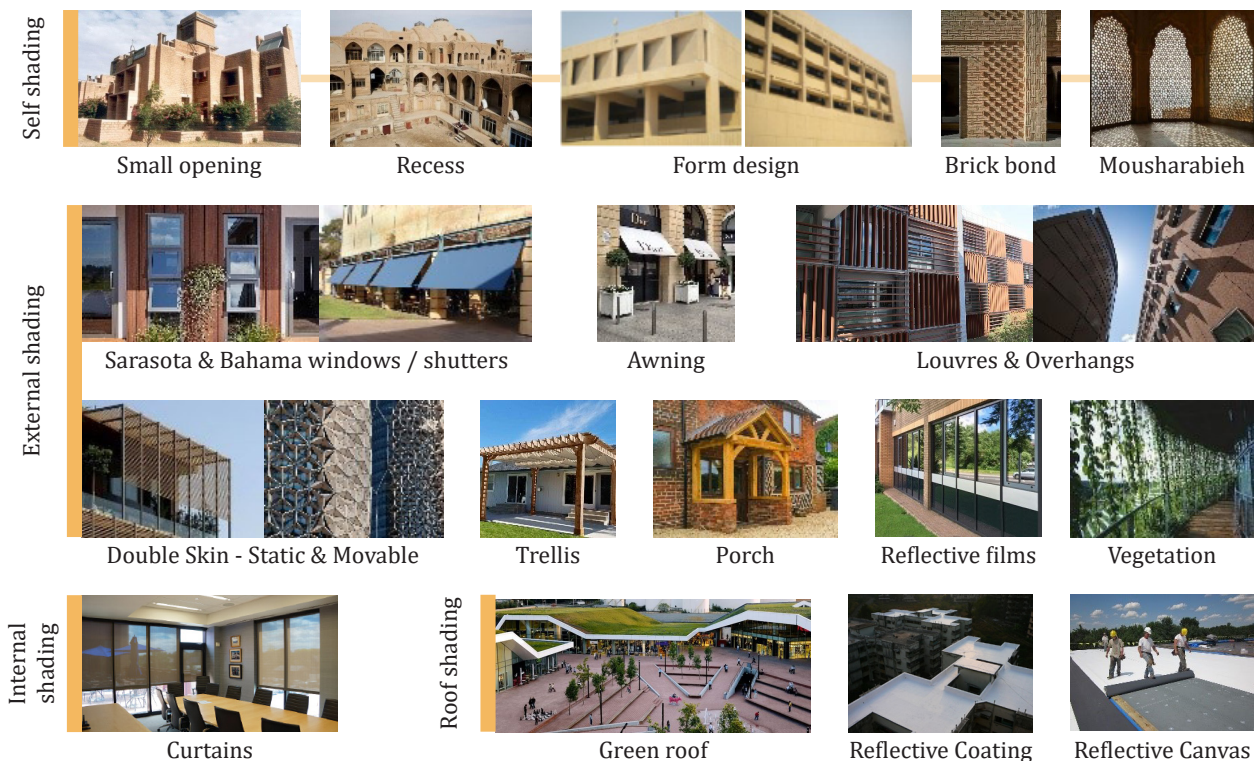 Self shading
Small opening
Recess
Form design
Brick bond
Mousharabieh
External shading
Dior
Dior
Sarasota & Bahama windows / shutters
Awning
Louvres & Overhangs
Double Skin - Static & Movable
Trellis
Porch
Reflective films
Vegetation
Internal
shading
Curtains
Roof shading
Green roof
Reflective Coating
Reflective Canvas